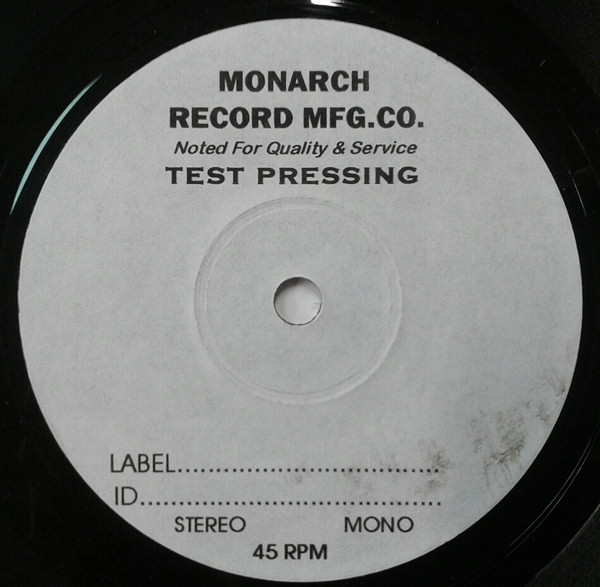 MONARCH
RECORD MFG.CO.
Noted For Quality & Service
TEST PRESSING
LABEL..................................
ID.......................................
STEREO MONO
45 RPM